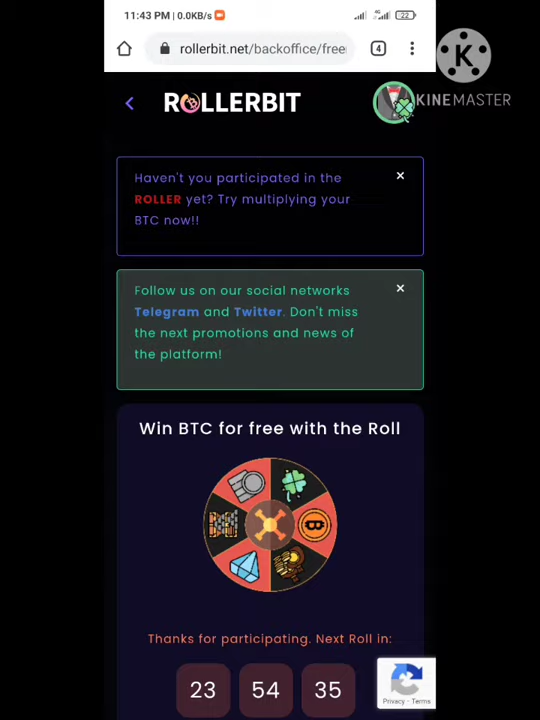 11:43 PM | 0.0KB/s
4G
22
rollerbit.net/backoffice/free
4
K
KINEMASTER
ROLLERBIT
Haven't you participated in the
ROLLER yet? Try multiplying your
BTC now!!
×
Follow us on our social networks
Telegram and Twitter. Don't miss
the next promotions and news of
the platform!
×
Win BTC for free with the Roll
B
Thanks for participating. Next Roll in:
23 54 35
Privacy - Terms